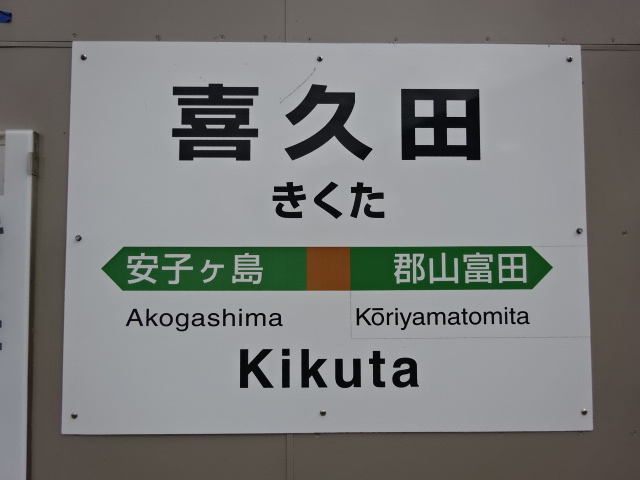 喜久田
きくた
安子ヶ島 郡山富田
Akogashima Kōriyamatomita
Kikuta